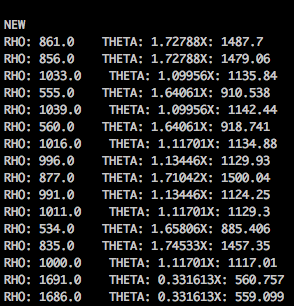 NEW
RHO: 861.0 THETA: 1.72788X: 1487.7
RHO: 856.0 THETA: 1.72788X: 1479.06
RHO: 1033.0 THETA: 1.09956X: 1135.84
RHO: 555.0 THETA: 1.64061X: 910.538
RHO: 1039.0 THETA: 1.09956X: 1142.44
RHO: 560.0 THETA: 1.64061X: 918.741
RHO: 1016.0 THETA: 1.11701X: 1134.88
RHO: 996.0 THETA: 1.13446X: 1129.93
RHO: 877.0 THETA: 1.71042X: 1500.04
RHO: 991.0 THETA: 1.13446X: 1124.25
RHO: 1011.0 THETA: 1.11701X: 1129.3
RHO: 534.0 THETA: 1.65806X: 885.406
RHO: 835.0 THETA: 1.74533X: 1457.35
RHO: 1000.0 THETA: 1.11701X: 1117.01
RHO: 1691.0 THETA: 0.331613X: 560.757
RHO: 1686.0 THETA: 0.331613X: 559.099